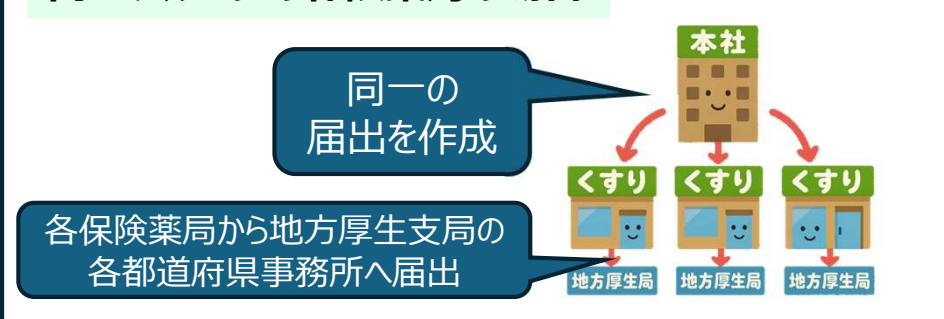 同一の
届出を作成
本社
くすり
くすり
くすり
各保険薬局から地方厚生支局の
各都道府県事務所へ届出
地方厚生局
地方厚生局
地方厚生局